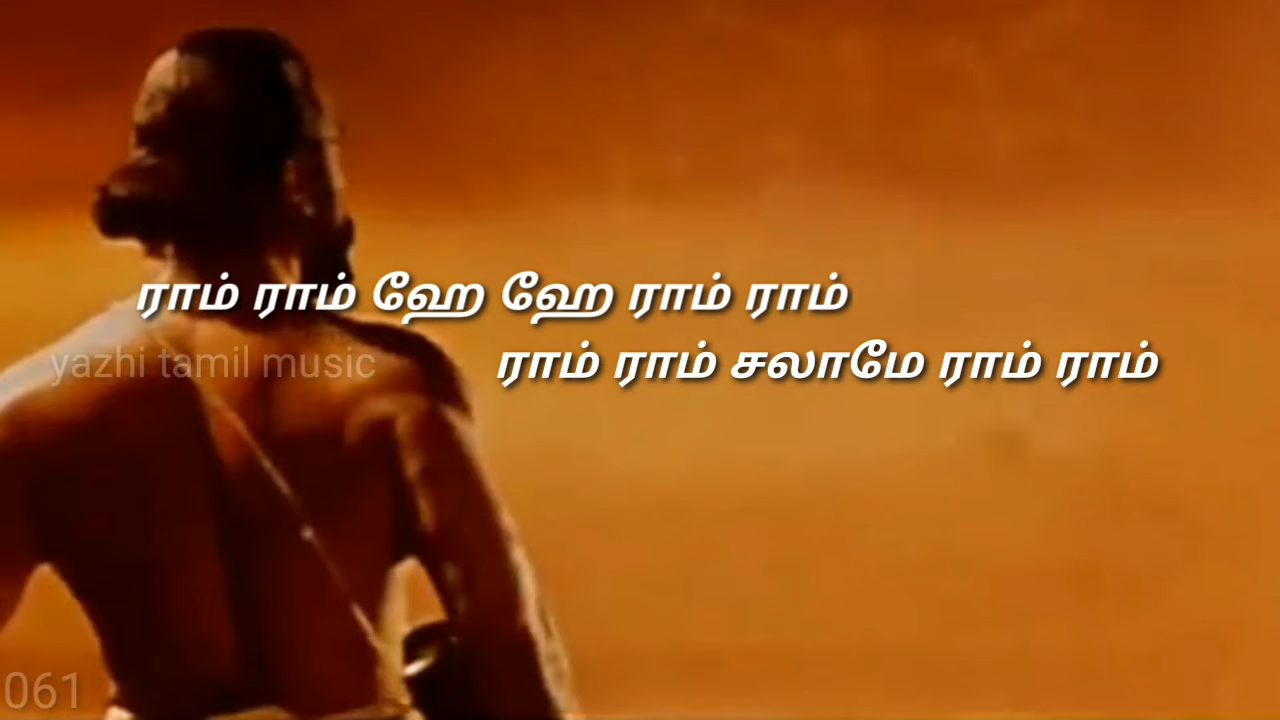 ராம் ராம் ஹே ஹே ராம் ராம்
yazhi tamil music
ராம் ராம் சலாமே ராம் ராம்
061